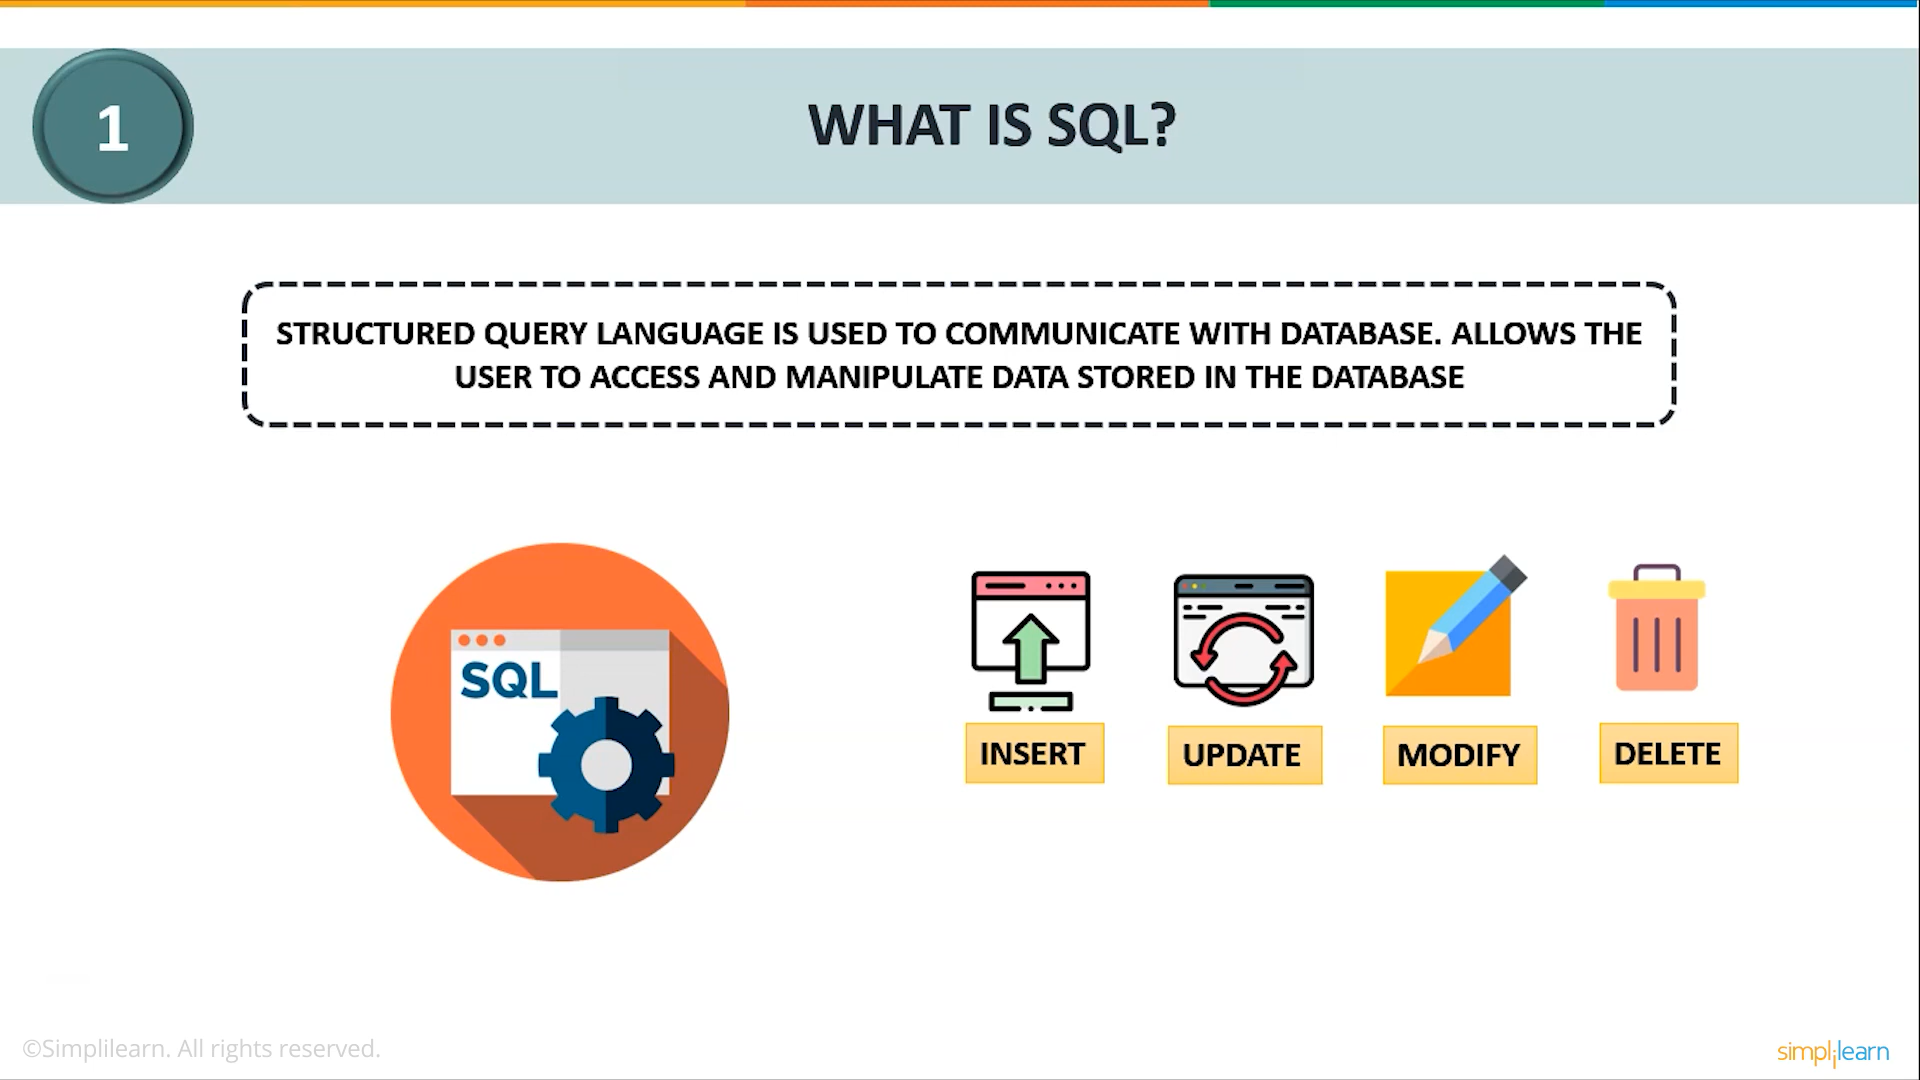 1
WHAT IS SQL?
STRUCTURED QUERY LANGUAGE IS USED TO COMMUNICATE WITH DATABASE. ALLOWS THE
USER TO ACCESS AND MANIPULATE DATA STORED IN THE DATABASE
SQL
INSERT
UPDATE
MODIFY
DELETE
©Simplilearn. All rights reserved.
simplilearn